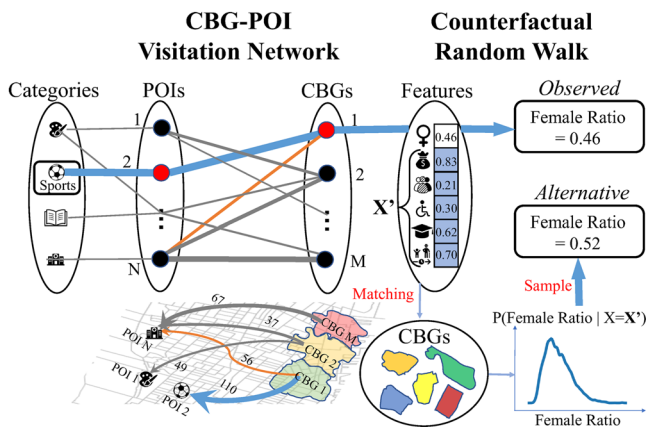 CBG-POI
Visitation Network
Counterfactual
Random Walk
Categories
POIs
CBGs
Features
Observed
1
1
Female Ratio
= 0.46
0.46
2
Sports
0.83
2
0.21
Alternative
X'
0.30
Female Ratio
= 0.52
0.62
N
M
0.70
Matching
Sample
67
CBG M
37
POI N
CBG 2
CBGs
P(Female Ratio | X=X')
49
56
POI 1
CBG 1
110
POI 2
Female Ratio